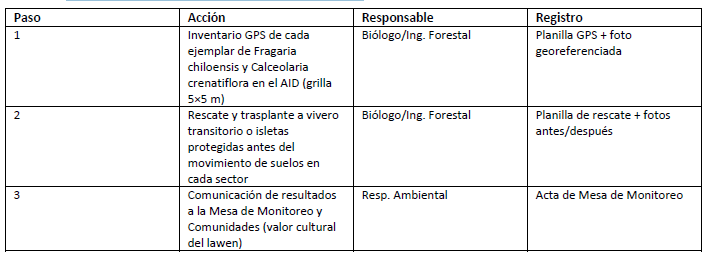 Paso Acción Responsable Registro
1 Inventario GPS de cada Biólogo/Ing. Forestal Planilla GPS + foto
ejemplar de Fragaria georeferenciada
chiloensis y Calceolaria
crenatiflora en el AID (grilla
5×5 m)
2 Rescate y trasplante a vivero Biólogo/Ing. Forestal Planilla de rescate + fotos
transitorio o isletas antes/después
protegidas antes del
movimiento de suelos en
cada sector
3 Comunicación de resultados Resp. Ambiental Acta de Mesa de Monitoreo
a la Mesa de Monitoreo y
Comunidades (valor cultural
del lawen)